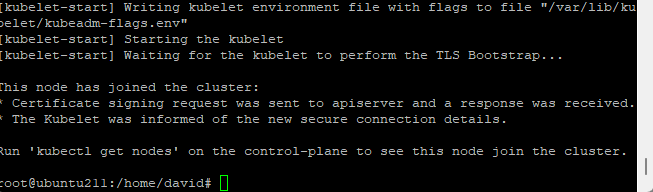 [kubelet-start] Writing kubelet environment file with flags to file "/var/lib/ku
belet/kubeadm-flags.env"
[kubelet-start] Starting the kubelet
[kubelet-start] Waiting for the kubelet to perform the TLS Bootstrap...
This node has joined the cluster:
* Certificate signing request was sent to apiserver and a response was received.
* The Kubelet was informed of the new secure connection details.
Run 'kubectl get nodes' on the control-plane to see this node join the cluster.
root@ubuntu211:/home/david#